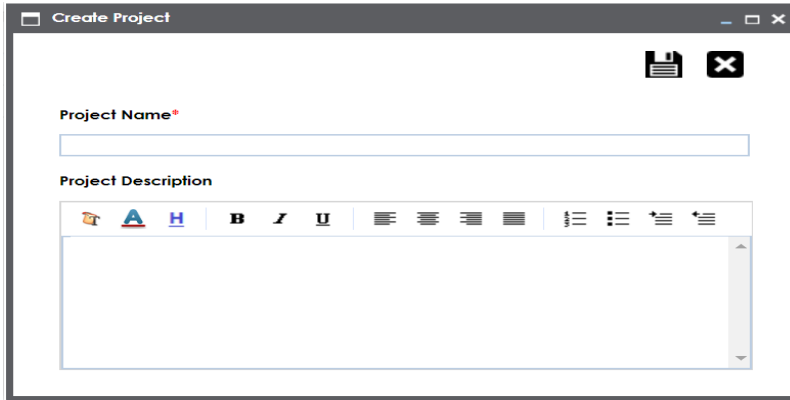 Create Project
Project Name*
Project Description
A H B I U